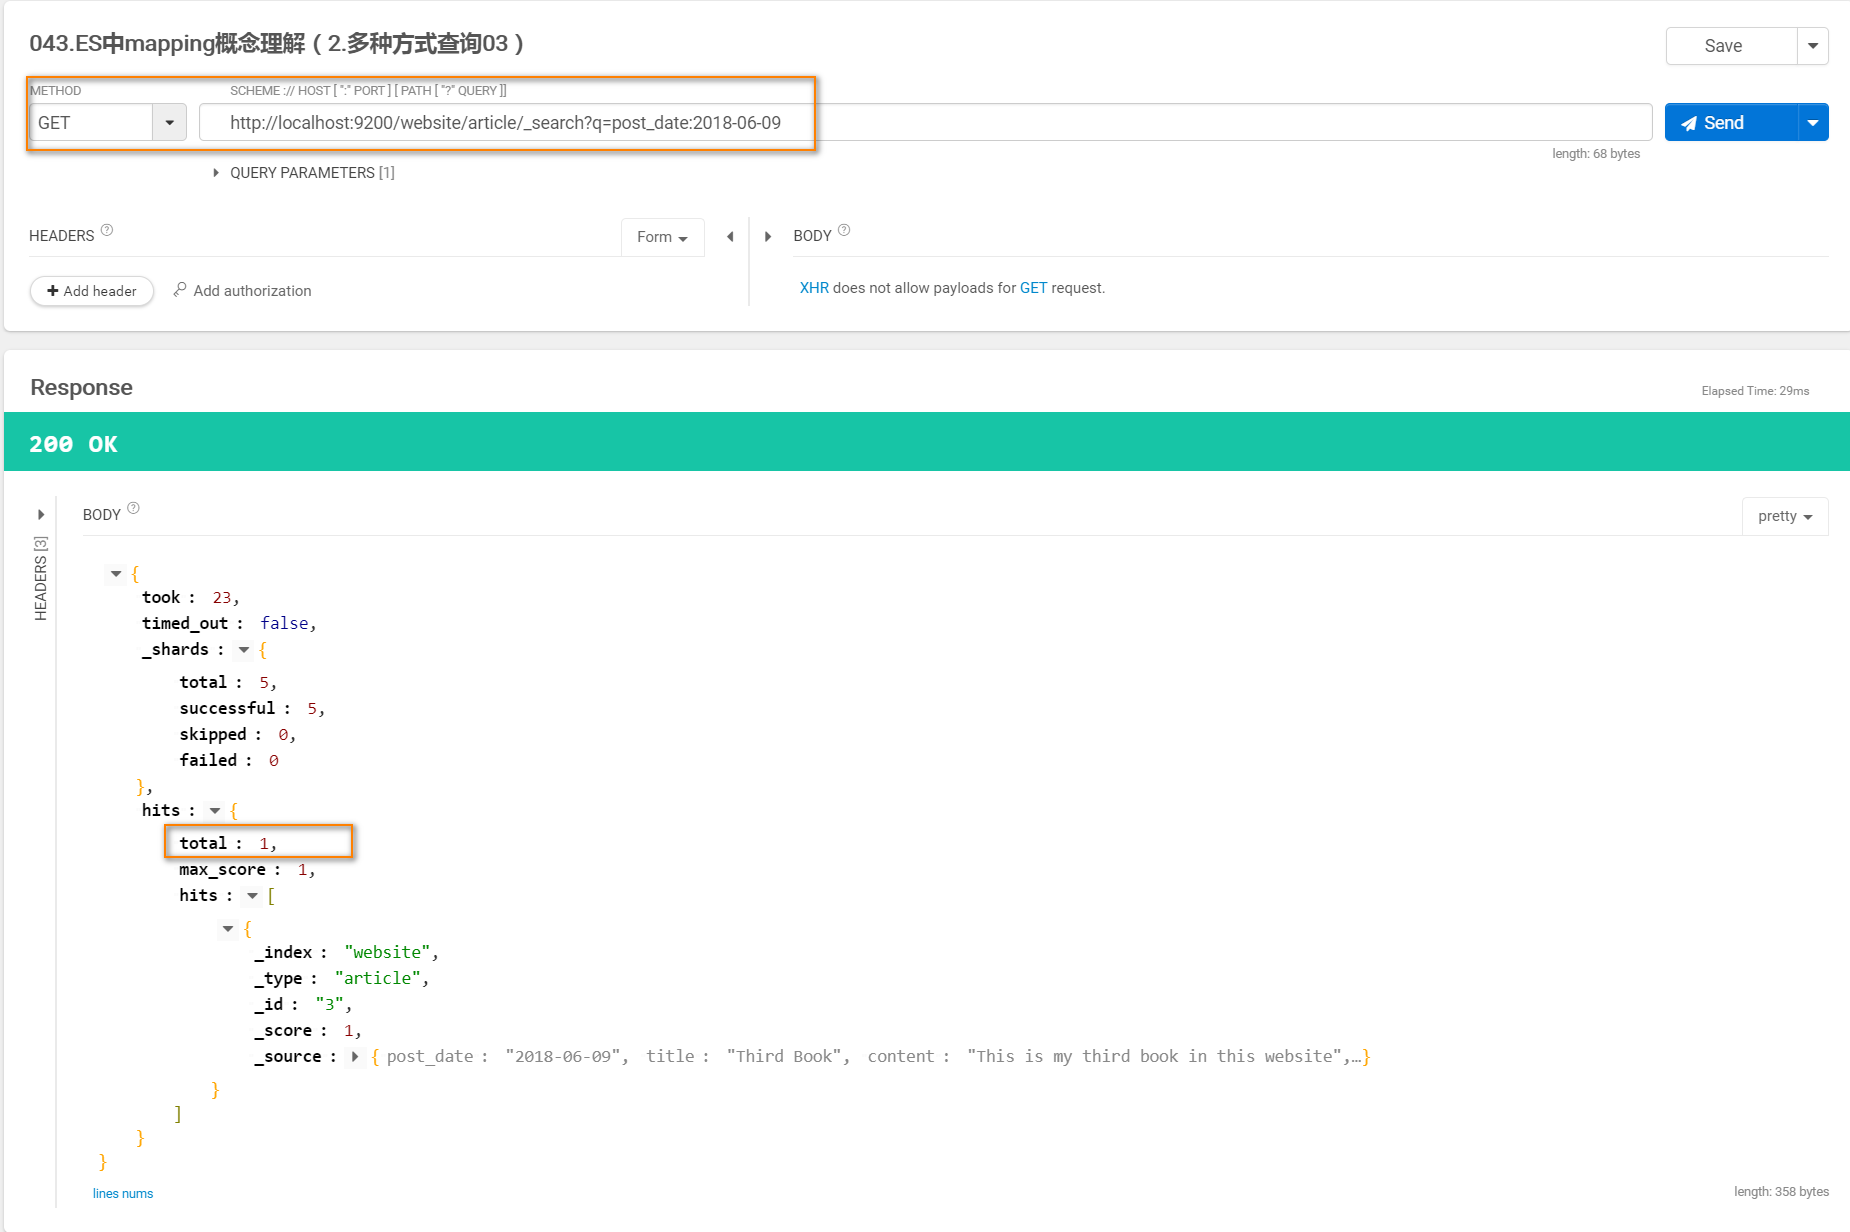 043.ES中mapping概念理解（2.多种方式查询03）
Save
METHOD
SCHEME :// HOST [ ":" PORT ] [ PATH [ "?" QUERY ]]
GET
http://localhost:9200/website/article/_search?q=post_date:2018-06-09
Send
length: 68 bytes
QUERY PARAMETERS [1]
HEADERS ?
Form
BODY ?
Add header
Add authorization
XHR does not allow payloads for GET request.
Response
Elapsed Time: 29ms
200 OK
HEADERS [3]
BODY ?
pretty
{
took : 23,
timed_out : false,
_shards : {
total : 5,
successful : 5,
skipped : 0,
failed : 0
},
hits : {
total : 1,
max_score : 1,
hits : [
{
_index : "website",
_type : "article",
_id : "3",
_score : 1,
_source : { post_date : "2018-06-09", title : "Third Book", content : "This is my third book in this website",…}
}
]
}
}
lines nums
length: 358 bytes